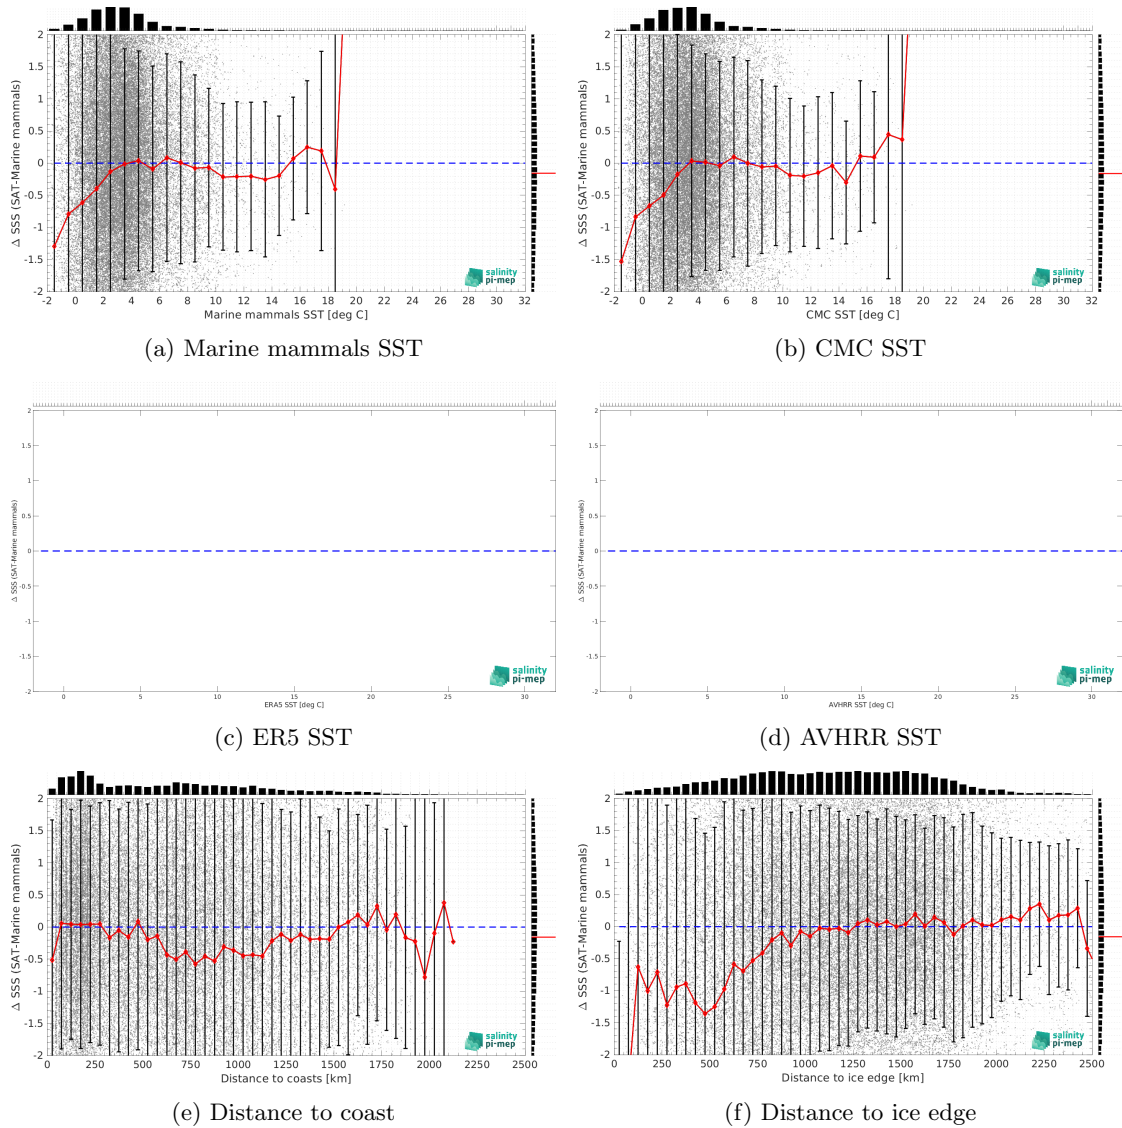 2
1.5
1
0.5
0
-0.5
-1
-1.5
-2
Δ SSS (SAT-Marine mammals)
-2 0 2 4 6 8 10 12 14 16 18 20 22 24 26 28 30 32
Marine mammals SST [deg C]
salinity
pi-mep
(a) Marine mammals SST
2
1.5
1
0.5
0
-0.5
-1
-1.5
-2
Δ SSS (SAT-Marine mammals)
-2 0 2 4 6 8 10 12 14 16 18 20 22 24 26 28 30 32
CMC SST [deg C]
salinity
pi-mep
(b) CMC SST
2
1.5
1
0.5
0
-0.5
-1
-1.5
-2
Δ SSS (SAT-Marine mammals)
0 5 10 15 20 25 30
ERA5 SST [deg C]
salinity
pi-mep
(c) ER5 SST
2
1.5
1
0.5
0
-0.5
-1
-1.5
-2
Δ SSS (SAT-Marine mammals)
0 5 10 15 20 25 30
AVHRR SST [deg C]
salinity
pi-mep
(d) AVHRR SST
2
1.5
1
0.5
0
-0.5
-1
-1.5
-2
Δ SSS (SAT-Marine mammals)
0 250 500 750 1000 1250 1500 1750 2000 2250 2500
Distance to coasts [km]
salinity
pi-mep
(e) Distance to coast
2
1.5
1
0.5
0
-0.5
-1
-1.5
-2
Δ SSS (SAT-Marine mammals)
0 250 500 750 1000 1250 1500 1750 2000 2250 2500
Distance to ice edge [km]
salinity
pi-mep
(f) Distance to ice edge